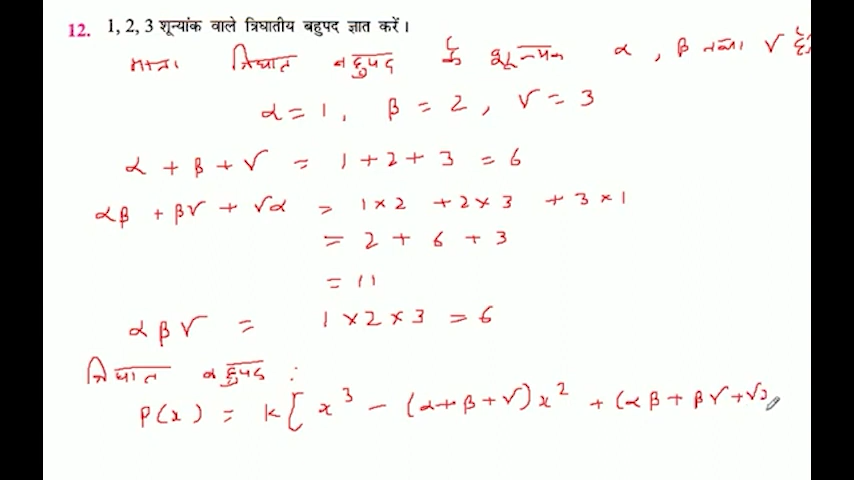 12. 1, 2, 3 शून्यांक वाले त्रिघातीय बहुपद ज्ञात करें।
माना त्रिघात बहुपद के शून्यक α, β तथा γ हैं
α = 1, β = 2, γ = 3
α + β + γ = 1 + 2 + 3 = 6
αβ + βγ + γα = 1 × 2 + 2 × 3 + 3 × 1
= 2 + 6 + 3
= 11
αβγ = 1 × 2 × 3 = 6
त्रिघात बहुपद :
P(x) = k[ x³ − (α + β + γ)x² + (αβ + βγ + γα